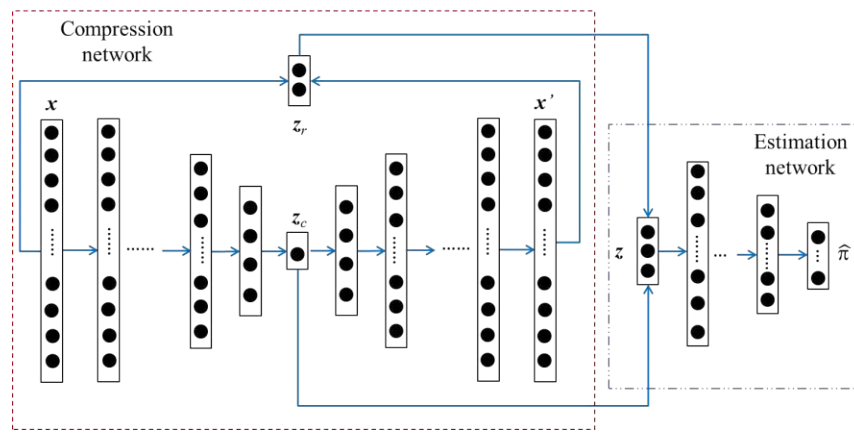 Compression
network
x
z_r
x'
z_c
Estimation
network
z
π̂